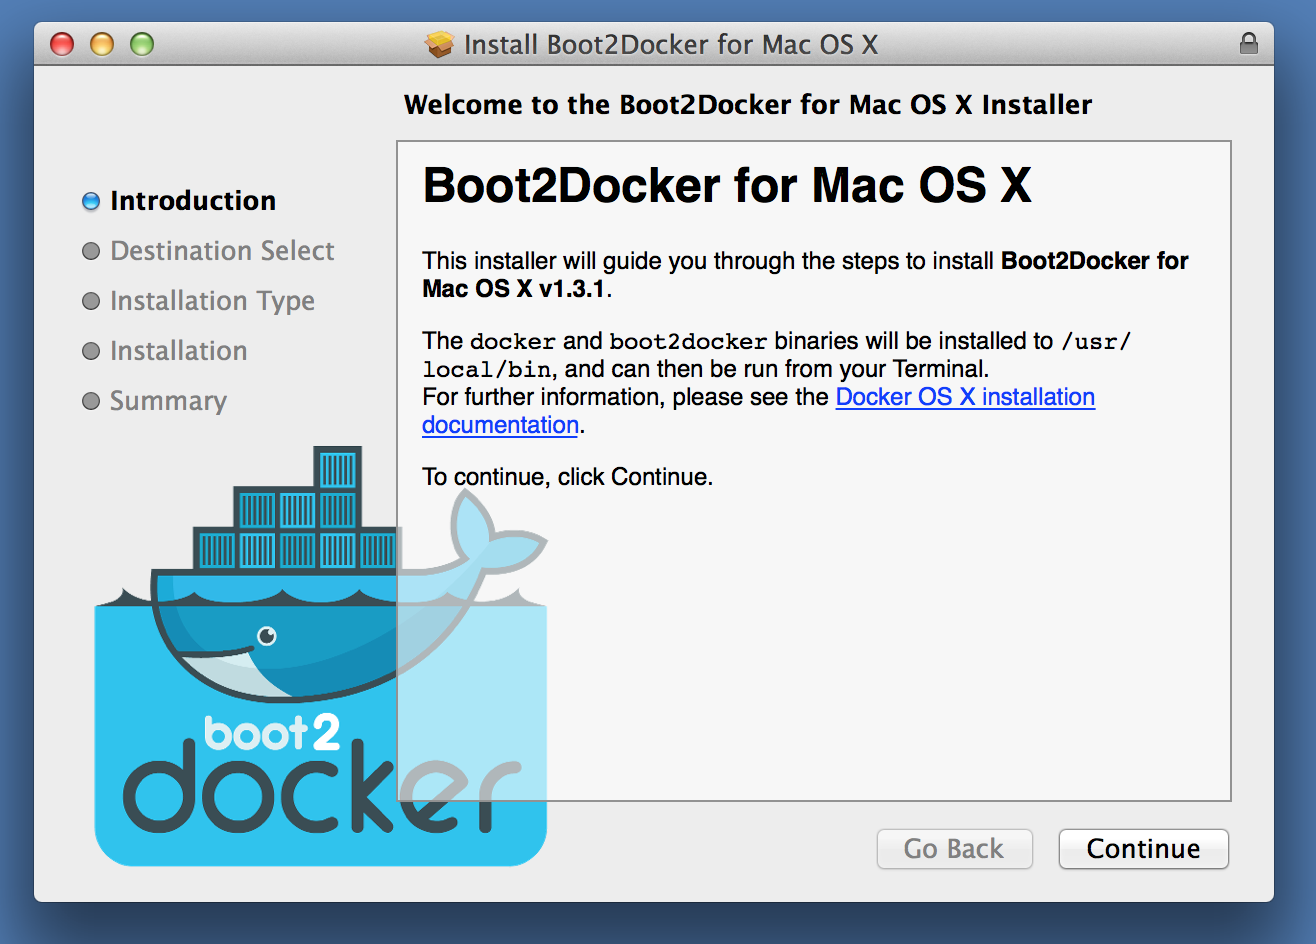 Install Boot2Docker for Mac OS X
Welcome to the Boot2Docker for Mac OS X Installer
Introduction
Destination Select
Installation Type
Installation
Summary
Boot2Docker for Mac OS X
This installer will guide you through the steps to install Boot2Docker for
Mac OS X v1.3.1.
The docker and boot2docker binaries will be installed to /usr/
local/bin, and can then be run from your Terminal.
For further information, please see the Docker OS X installation
documentation.
To continue, click Continue.
boot2
docker
Go Back
Continue